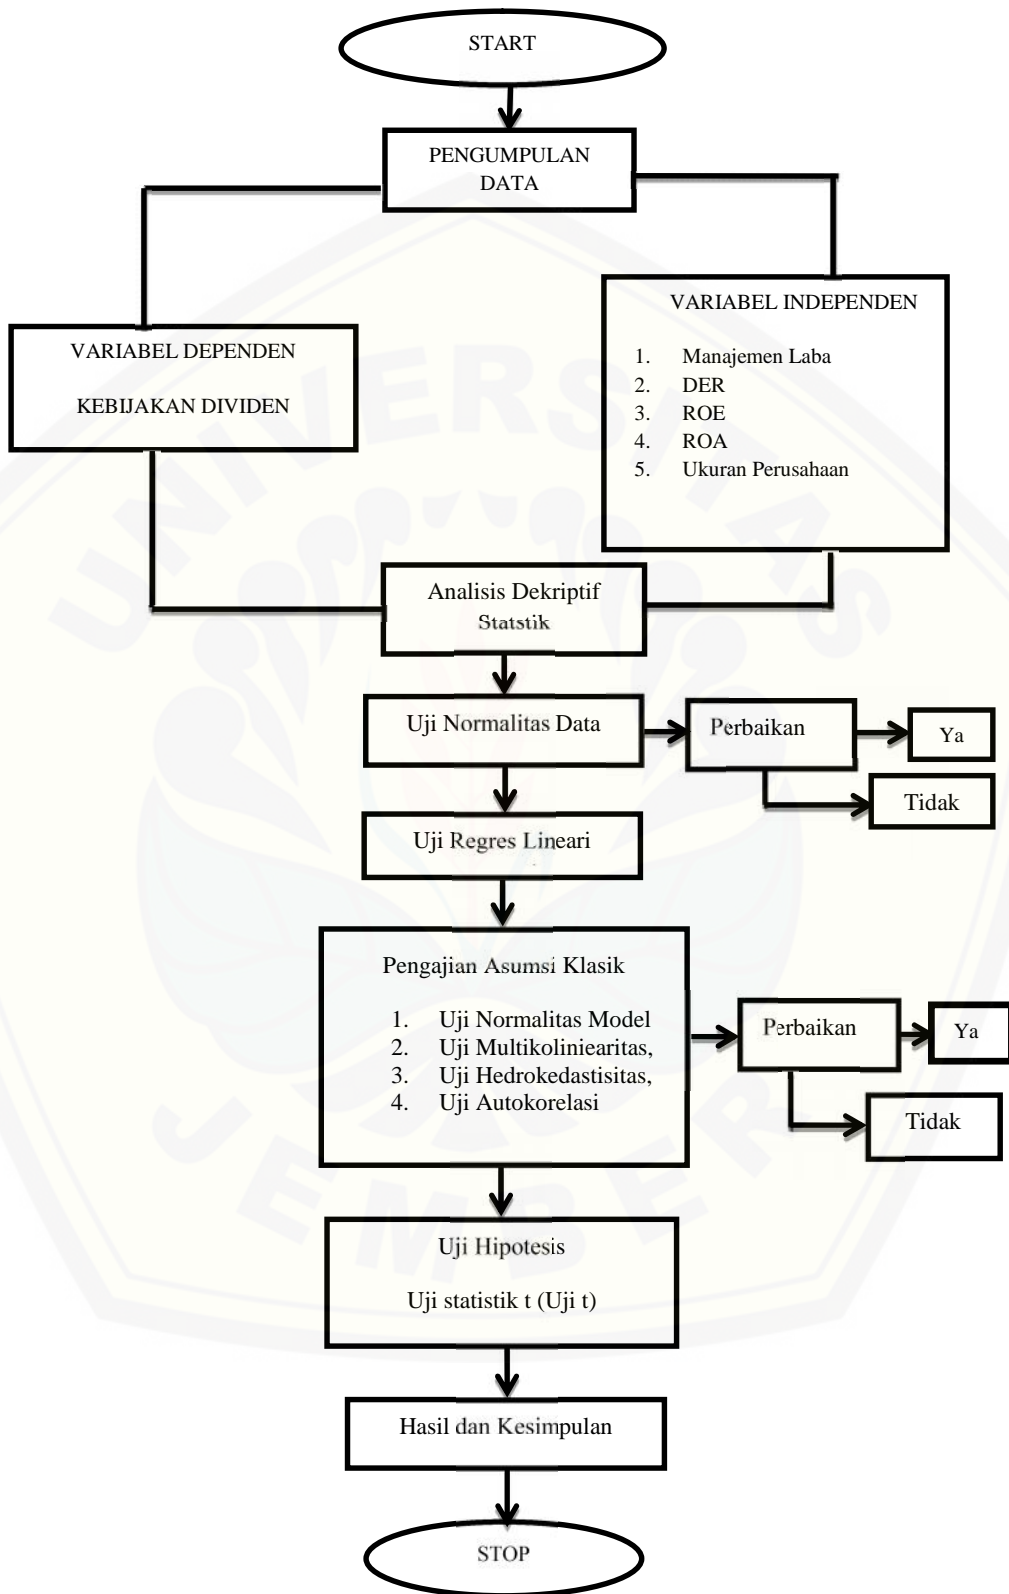 START
PENGUMPULAN
DATA
VARIABEL INDEPENDEN
1. Manajemen Laba
2. DER
3. ROE
4. ROA
5. Ukuran Perusahaan
VARIABEL DEPENDEN
KEBIJAKAN DIVIDEN
Analisis Dekriptif
Statstik
Uji Normalitas Data
Perbaikan
Ya
Tidak
Uji Regres Lineari
Pengajian Asumsi Klasik
1. Uji Normalitas Model
2. Uji Multikoliniearitas,
3. Uji Hedrokedastisitas,
4. Uji Autokorelasi
Perbaikan
Ya
Tidak
Uji Hipotesis
Uji statistik t (Uji t)
Hasil dan Kesimpulan
STOP
UNIVERSITAS
JEMBER